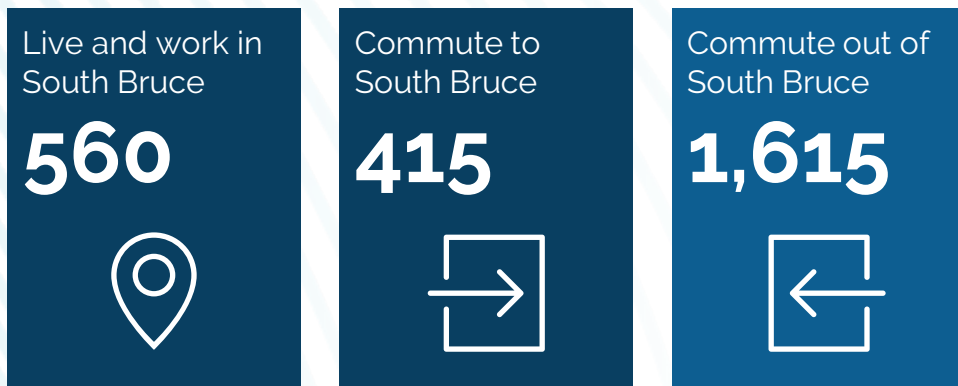 Live and work in
South Bruce
560
Commute to
South Bruce
415
Commute out of
South Bruce
1,615